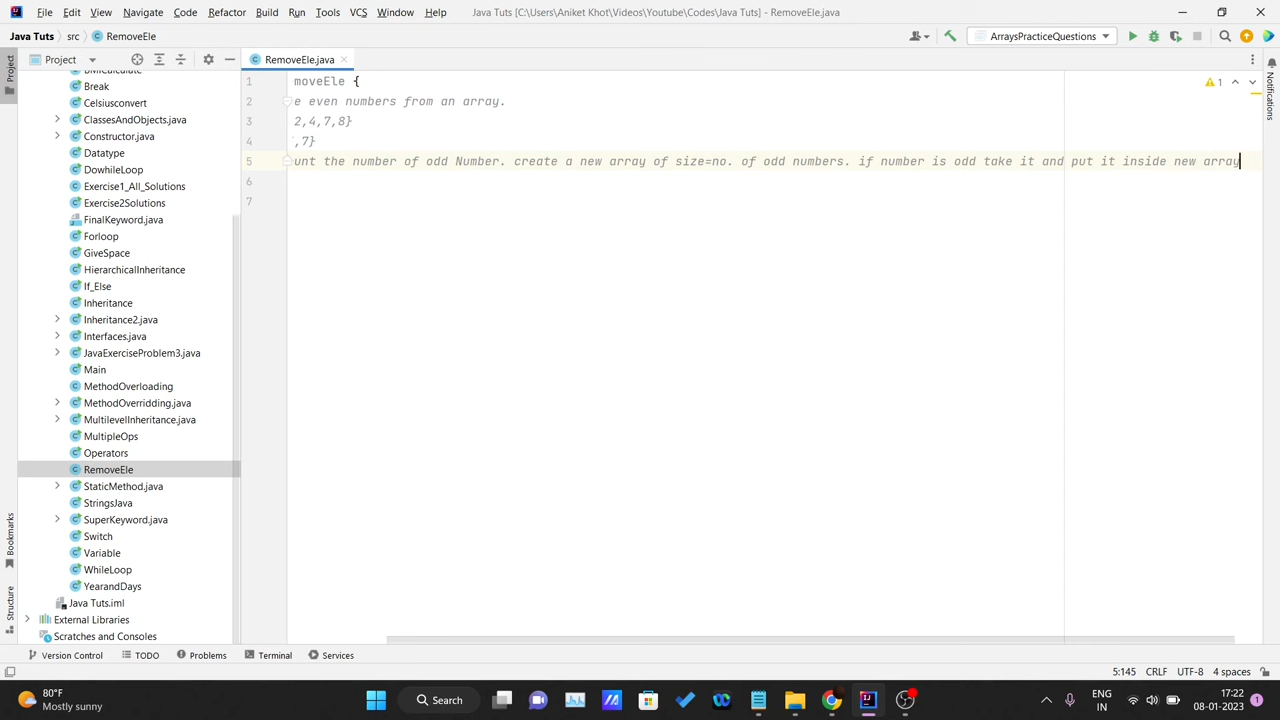 File Edit View Navigate Code Refactor Build Run Tools VCS Window Help Java Tuts [C:\Users\Aniket Khot\Videos\Youtube\Codes\Java Tuts] - RemoveEle.java
Java Tuts src RemoveEle ArraysPracticeQuestions
Project RemoveEle.java
Project
Notifications
BMICalculate
Break
Celsiusconvert
ClassesAndObjects.java
Constructor.java
Datatype
DowhileLoop
Exercise1_All_Solutions
Exercise2Solutions
FinalKeyword.java
Forloop
GiveSpace
HierarchicalInheritance
If_Else
Inheritance
Inheritance2.java
Interfaces.java
JavaExerciseProblem3.java
Main
MethodOverloading
MethodOverridding.java
MultilevelInheritance.java
MultipleOps
Operators
RemoveEle
StaticMethod.java
StringsJava
SuperKeyword.java
Switch
Variable
WhileLoop
YearandDays
Java Tuts.iml
External Libraries
Scratches and Consoles
Bookmarks
Structure
1 moveEle {
2 e even numbers from an array.
3 2,4,7,8}
4 ,7}
5 unt the number of odd Number. create a new array of size=no. of odd numbers. if number is odd take it and put it inside new array
6
7
1
Version Control TODO Problems Terminal Services
5:145 CRLF UTF-8 4 spaces
80°F
Mostly sunny
Search
ENG
IN
17:22
08-01-2023
1